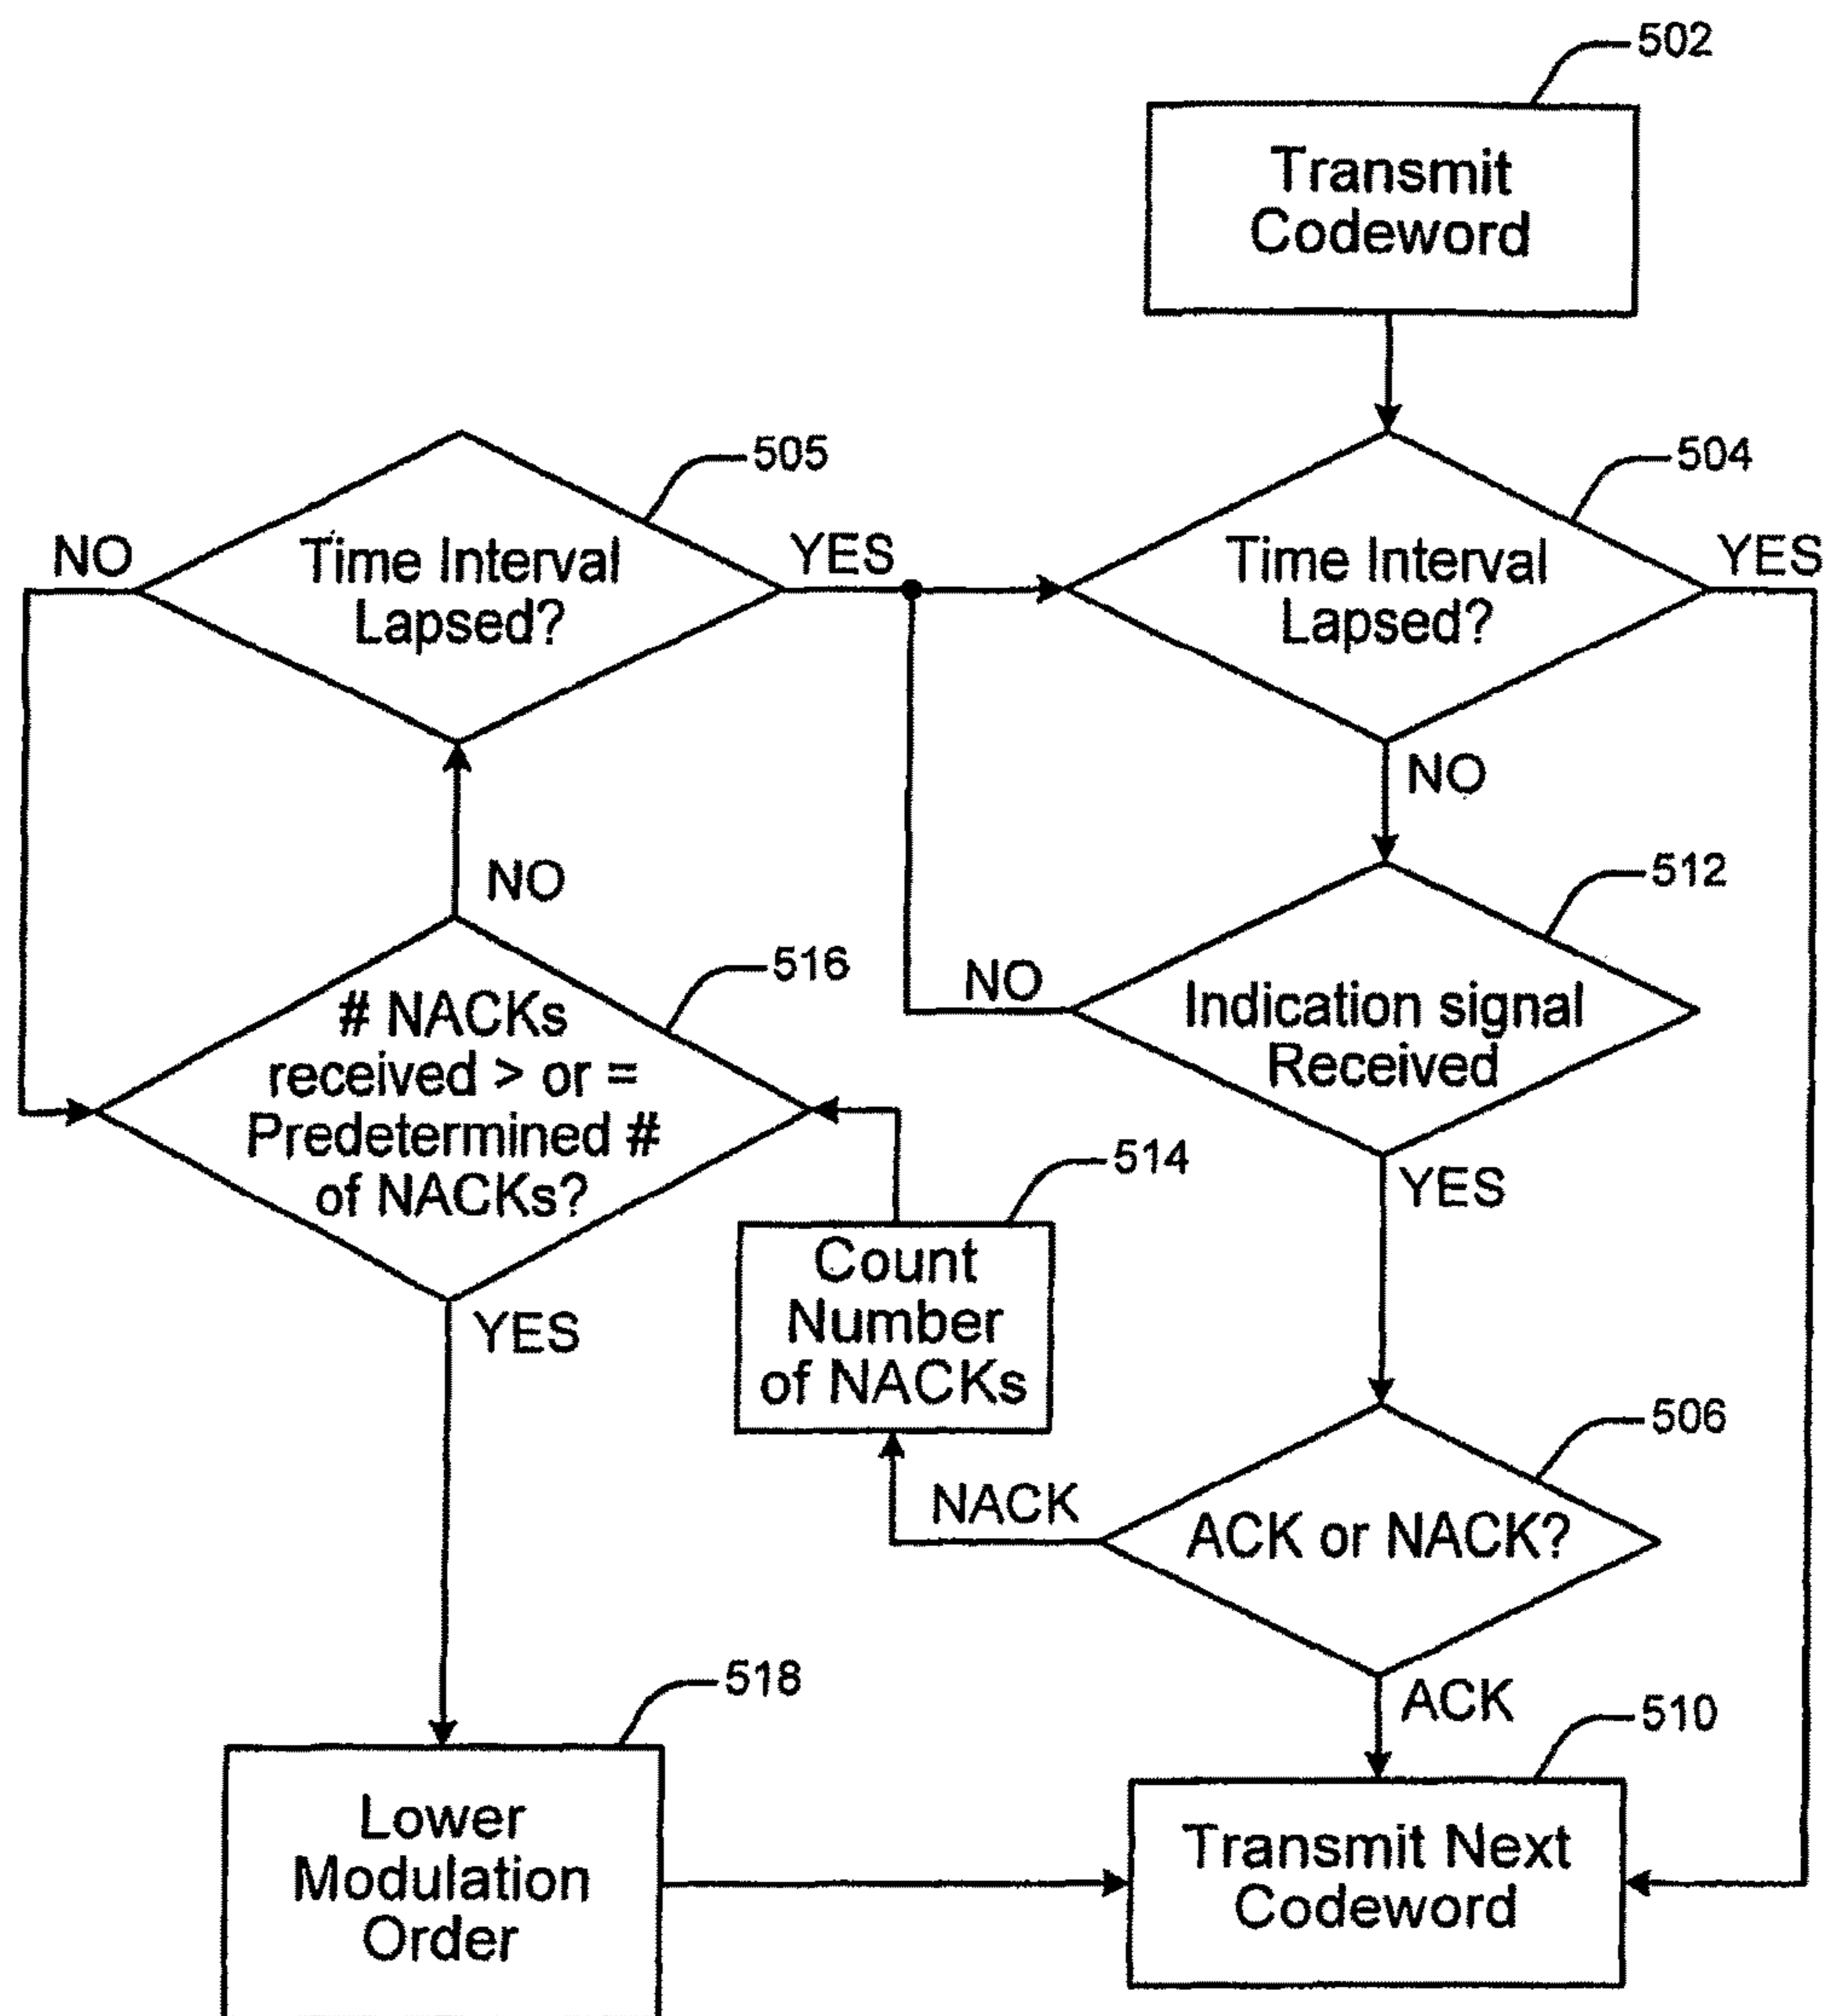 502
Transmit
Codeword
505
504
NO
Time Interval
Lapsed?
YES
Time Interval
Lapsed?
YES
NO
NO
512
516
# NACKs
received > or =
Predetermined #
of NACKs?
NO
Indication signal
Received
514
YES
Count
Number
of NACKs
YES
506
NACK
ACK or NACK?
518
ACK
510
Lower
Modulation
Order
Transmit Next
Codeword